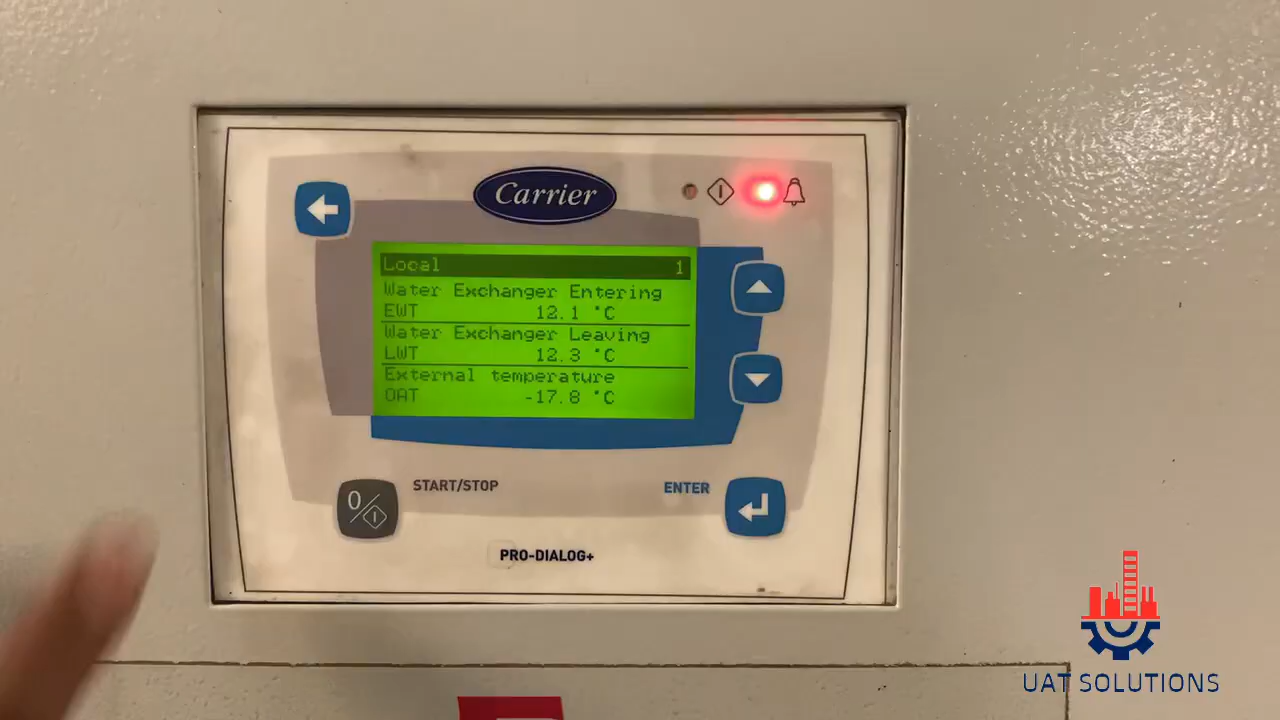 Carrier
Local 1
Water Exchanger Entering
EWT 12.1 °C
Water Exchanger Leaving
LWT 12.3 °C
External temperature
OAT -17.8 °C
START/STOP
ENTER
PRO-DIALOG+
UAT SOLUTIONS